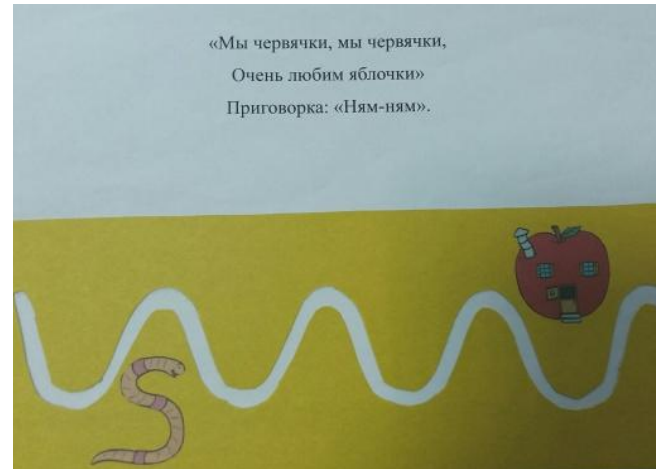 «Мы червячки, мы червячки,
Очень любим яблочки»
Приговорка: «Ням-ням».